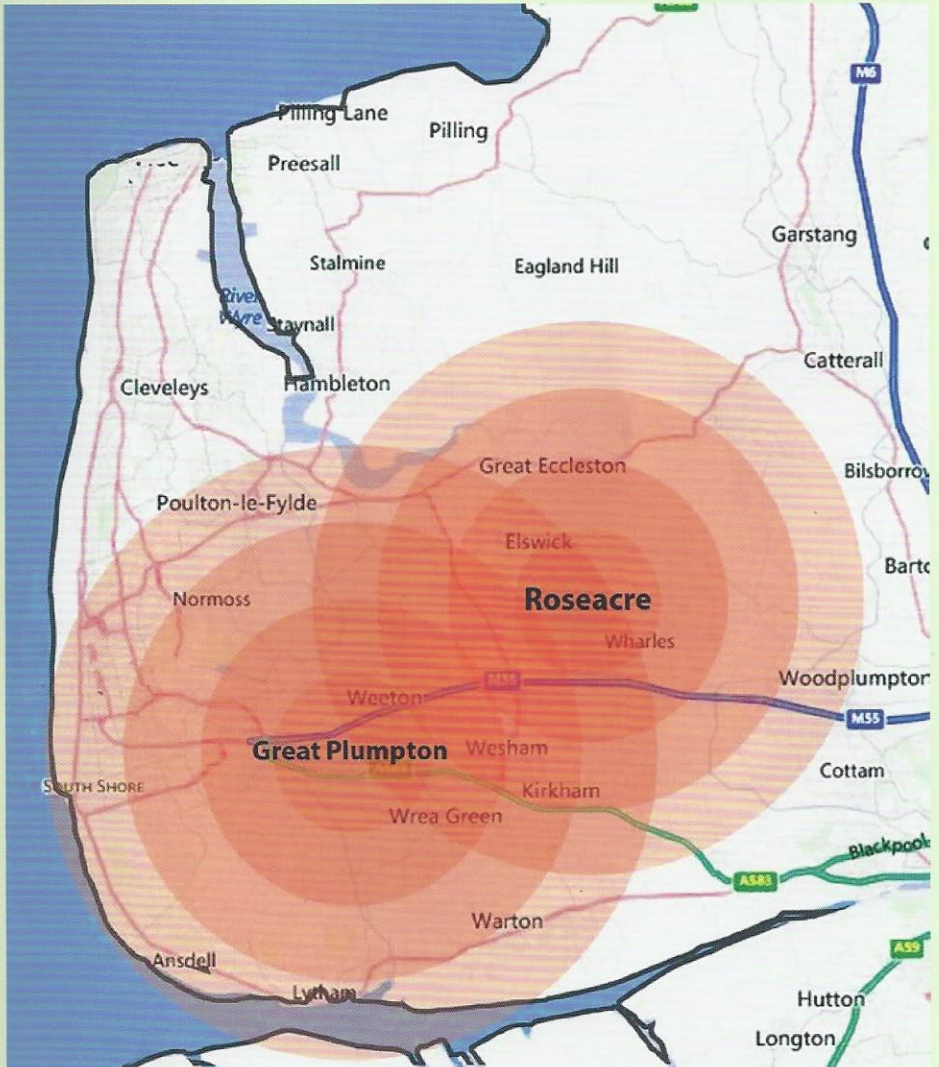 M6
Pilling Lane
Pilling
Preesall
Garstang
Stalmine
Eagland Hill
River
Wyre
Staynall
Catterall
Cleveleys
Hambleton
Great Eccleston
Bilsborrow
Poulton-le-Fylde
Elswick
Normoss
Roseacre
Wharles
Weeton
M55
Woodplumpton
M55
Great Plumpton
Wesham
SOUTH SHORE
Cottam
Kirkham
Wrea Green
Blackpool
A583
Warton
A59
Ansdell
Lytham
Hutton
Longton